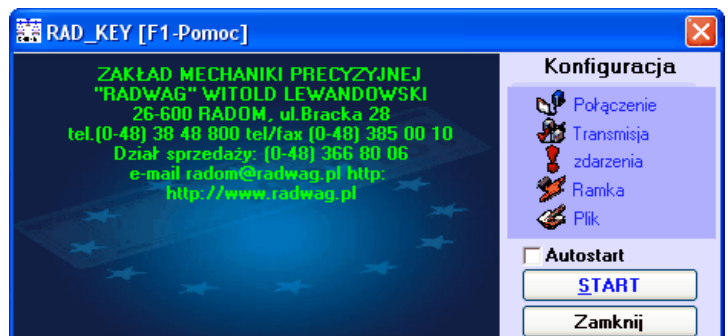 RAD_KEY [F1-Pomoc]
ZAKŁAD MECHANIKI PRECYZYJNEJ
"RADWAG" WITOLD LEWANDOWSKI
26-600 RADOM, ul.Bracka 28
tel.(0-48) 38 48 800 tel/fax (0-48) 385 00 10
Dział sprzedaży: (0-48) 366 80 06
e-mail radom@radwag.pl http:
http://www.radwag.pl
Konfiguracja
Połączenie
Transmisja
zdarzenia
Ramka
Plik
Autostart
START
Zamknij